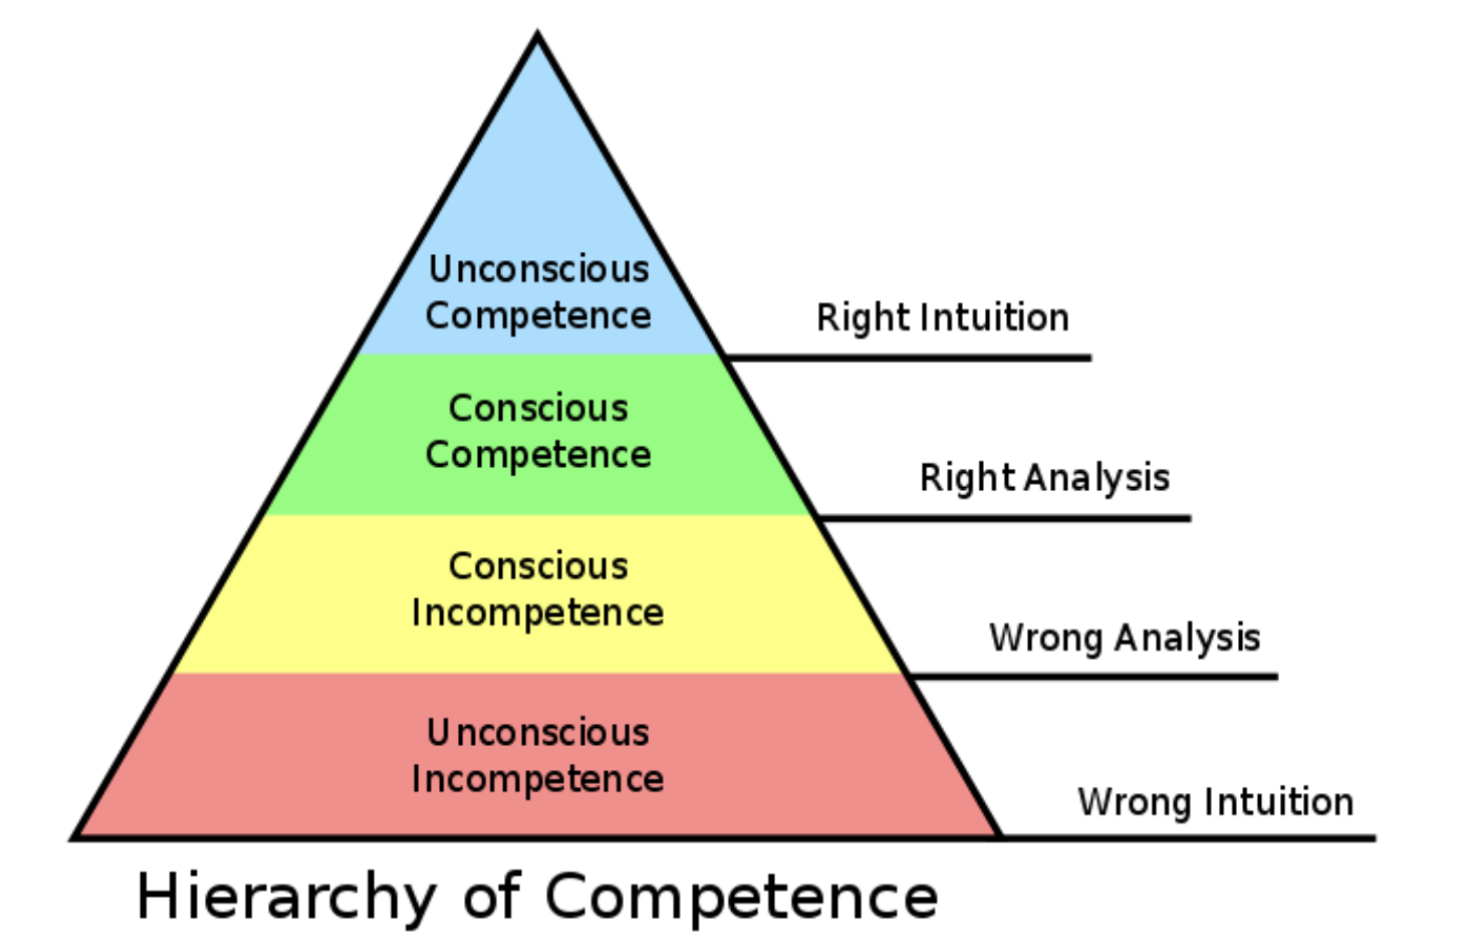 Unconscious
Competence
Right Intuition
Conscious
Competence
Right Analysis
Conscious
Incompetence
Wrong Analysis
Unconscious
Incompetence
Wrong Intuition
Hierarchy of Competence